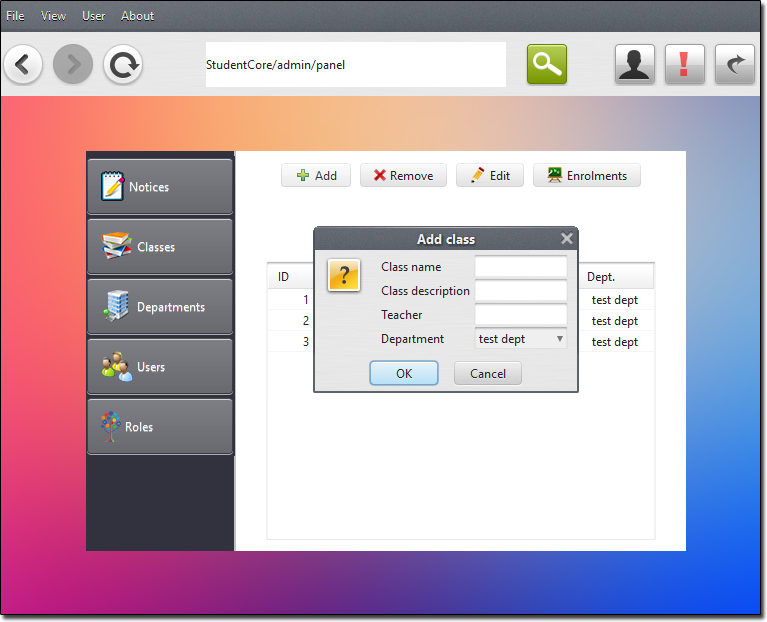 File View User About
StudentCore/admin/panel
Notices
Classes
Departments
Users
Roles
Add Remove Edit Enrolments
ID Dept.
1 test dept
2 test dept
3 test dept
Add class
Class name
Class description
Teacher
Department test dept
OK Cancel